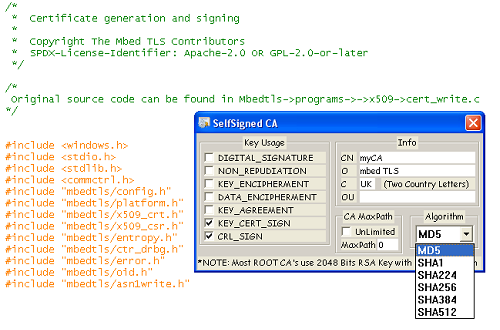 /*
 *  Certificate generation and signing
 *
 *  Copyright The Mbed TLS Contributors
 *  SPDX-License-Identifier: Apache-2.0 OR GPL-2.0-or-later
 */
/*
 Original source code can be found in Mbedtls->programs->->x509->cert_write.c
*/
#include <windows.h>
#include <stdio.h>
#include <stdlib.h>
#include <commctrl.h>
#include "mbedtls/config.h"
#include "mbedtls/platform.h"
#include "mbedtls/x509_crt.h"
#include "mbedtls/x509_csr.h"
#include "mbedtls/entropy.h"
#include "mbedtls/ctr_drbg.h"
#include "mbedtls/error.h"
#include "mbedtls/oid.h"
#include "mbedtls/asn1write.h"
SelfSigned CA
Key Usage
DIGITAL_SIGNATURE
NON_REPUDIATION
KEY_ENCIPHERMENT
DATA_ENCIPHERMENT
KEY_AGREEMENT
KEY_CERT_SIGN
CRL_SIGN
Info
CN myCA
O mbed TLS
C UK (Two Country Letters)
OU
CA MaxPath
UnLimited
MaxPath 0
Algorithm
MD5
MD5
SHA1
SHA224
SHA256
SHA384
SHA512
*NOTE: Most ROOT CA's use 2048 Bits RSA Key with